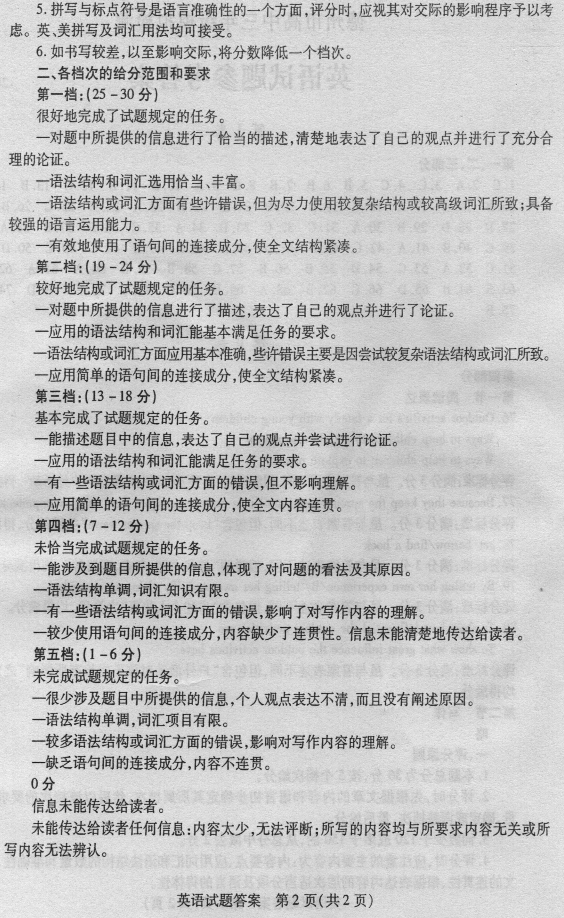 5. 拼写与标点符号是语言准确性的一个方面,评分时,应视其对交际的影响程序予以考
虑。英、美拼写及词汇用法均可接受。
6. 如书写较差,以至影响交际,将分数降低一个档次。
二、各档次的给分范围和要求
第一档:(25-30分)
很好地完成了试题规定的任务。
—对题中所提供的信息进行了恰当的描述,清楚地表达了自己的观点并进行了充分合
理的论证。
—语法结构和词汇选用恰当、丰富。
—语法结构或词汇方面有些许错误,但为尽力使用较复杂结构或较高级词汇所致;具备
较强的语言运用能力。
—有效地使用了语句间的连接成分,使全文结构紧凑。
第二档:(19-24分)
较好地完成了试题规定的任务。
—对题中所提供的信息进行了描述,表达了自己的观点并进行了论证。
—应用的语法结构和词汇能基本满足任务的要求。
—语法结构或词汇方面应用基本准确,些许错误主要是因尝试较复杂语法结构或词汇所致。
—应用简单的语句间的连接成分,使全文结构紧凑。
第三档:(13-18分)
基本完成了试题规定的任务。
—能描述题目中的信息,表达了自己的观点并尝试进行论证。
—应用的语法结构和词汇能满足任务的要求。
—有一些语法结构或词汇方面的错误,但不影响理解。
—应用简单的语句间的连接成分,使全文内容连贯。
第四档:(7-12分)
未恰当完成试题规定的任务。
—能涉及到题目所提供的信息,体现了对问题的看法及其原因。
—语法结构单调,词汇知识有限。
—有一些语法结构或词汇方面的错误,影响了对写作内容的理解。
—较少使用语句间的连接成分,内容缺少了连贯性。信息未能清楚地传达给读者。
第五档:(1-6分)
未完成试题规定的任务。
—很少涉及题目中所提供的信息,个人观点表达不清,而且没有阐述原因。
—语法结构单调,词汇项目有限。
—较多语法结构或词汇方面的错误,影响对写作内容的理解。
—缺乏语句间的连接成分,内容不连贯。
0分
信息未能传达给读者。
未能传达给读者任何信息:内容太少,无法评断;所写的内容均与所要求内容无关或所
写内容无法辨认。
英语试题答案 第2页(共2页)